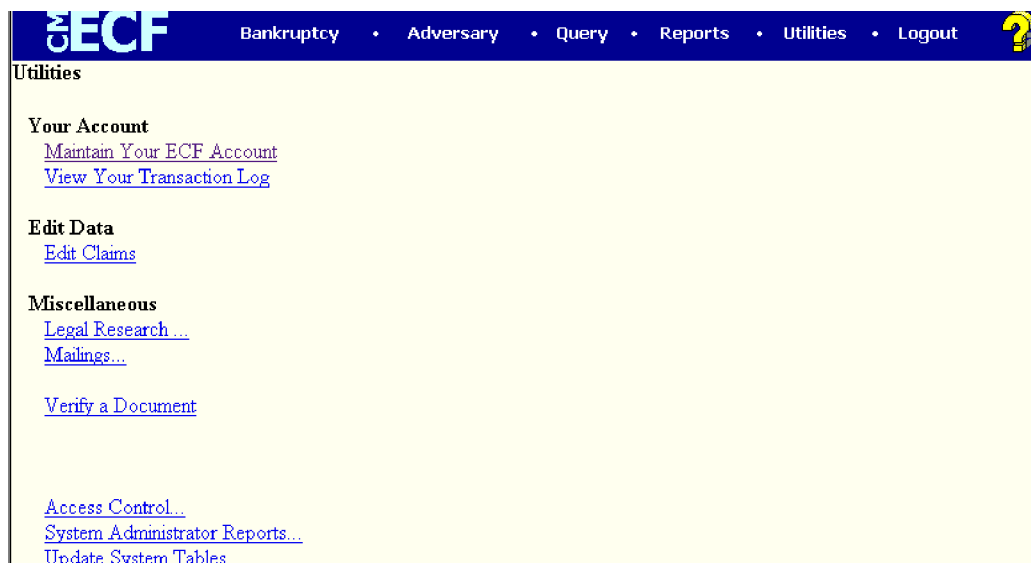 CM
ECF Bankruptcy • Adversary • Query • Reports • Utilities • Logout ?
Utilities
Your Account
Maintain Your ECF Account
View Your Transaction Log
Edit Data
Edit Claims
Miscellaneous
Legal Research ...
Mailings...
Verify a Document
Access Control...
System Administrator Reports...
Update System Tables